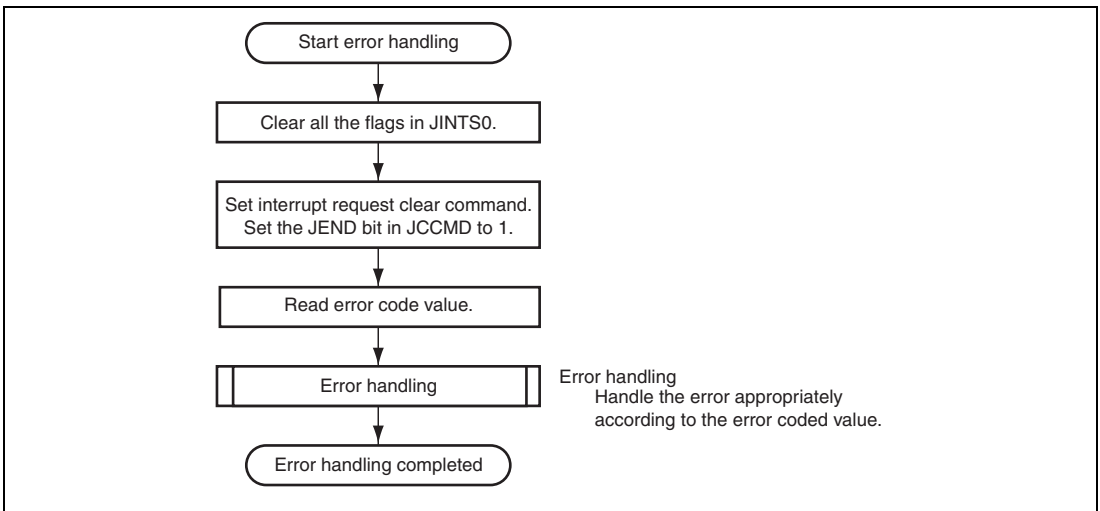 Start error handling
Clear all the flags in JINTS0.
Set interrupt request clear command.
Set the JEND bit in JCCMD to 1.
Read error code value.
Error handling
Error handling
Handle the error appropriately
according to the error coded value.
Error handling completed